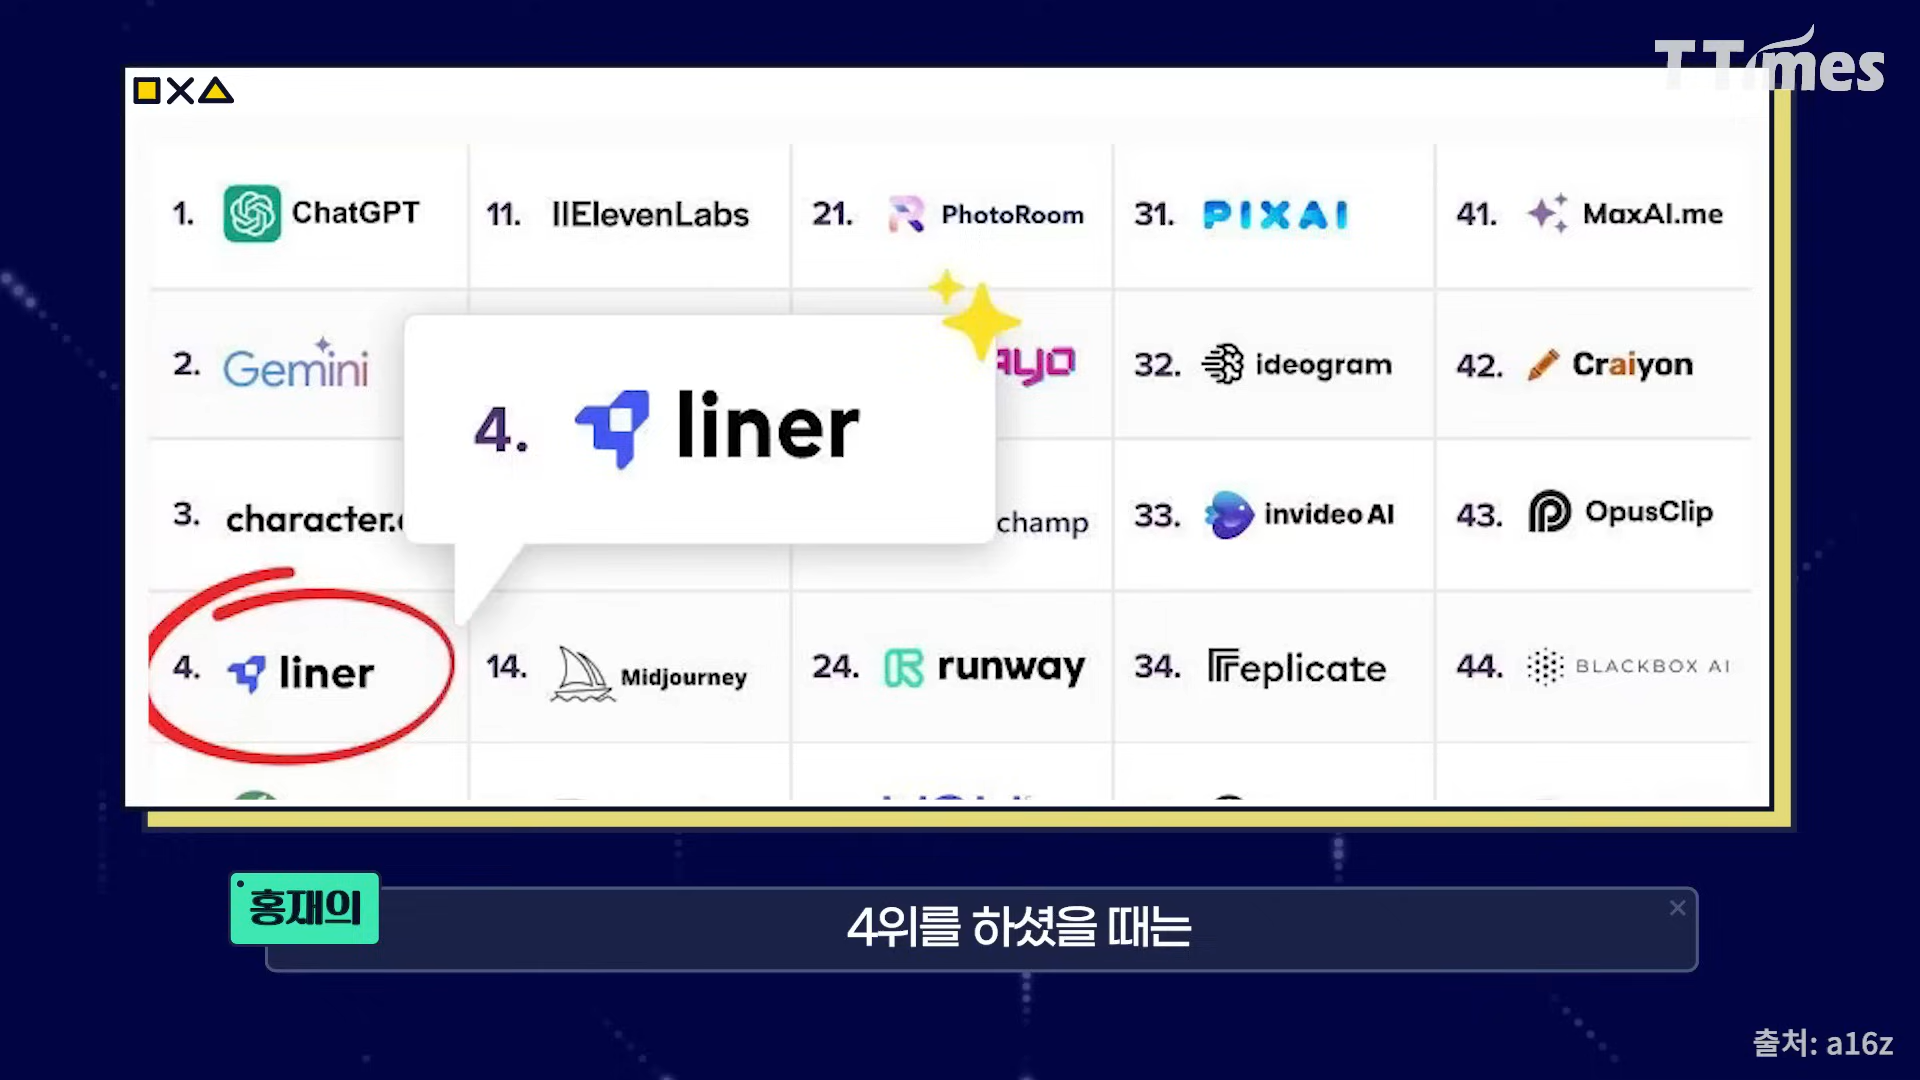 TTimes
1. ChatGPT
11. IIElevenLabs
21. PhotoRoom
31. PIXAI
41. MaxAI.me
2. Gemini
32. ideogram
42. Craiyon
4. liner
3. character.
champ
33. invideo AI
43. OpusClip
4. liner
14. Midjourney
24. runway
34. replicate
44. BLACKBOX AI
홍재의
4위를 하셨을 때는
출처: a16z